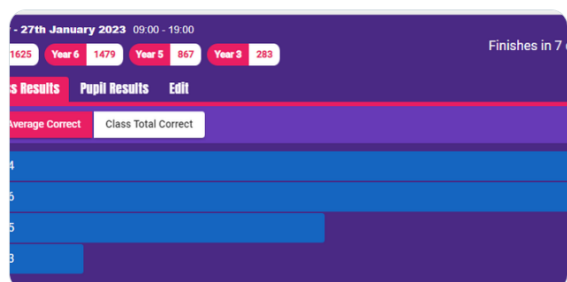 - 27th January 2023 09:00 - 19:00
1625 Year 6 1479 Year 5 867 Year 3 283
Finishes in 7
Results Pupil Results Edit
Average Correct Class Total Correct
4
6
5
3